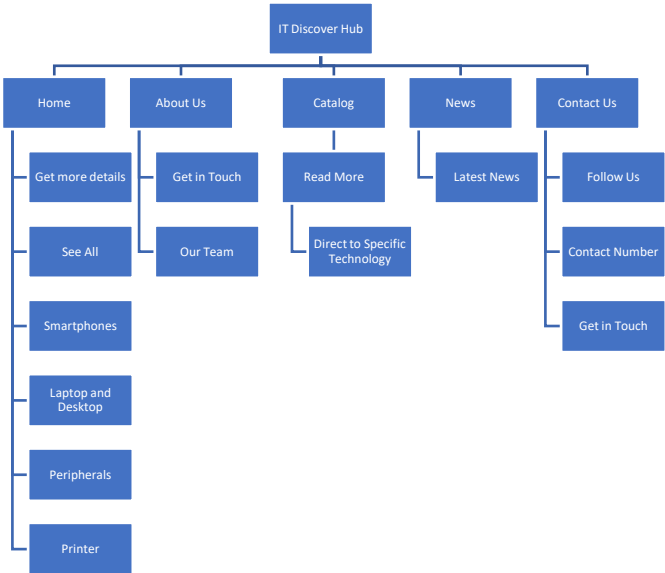 IT Discover Hub
Home
About Us
Catalog
News
Contact Us
Get more details
Get in Touch
Read More
Latest News
Follow Us
See All
Our Team
Direct to Specific
Technology
Contact Number
Smartphones
Get in Touch
Laptop and
Desktop
Peripherals
Printer